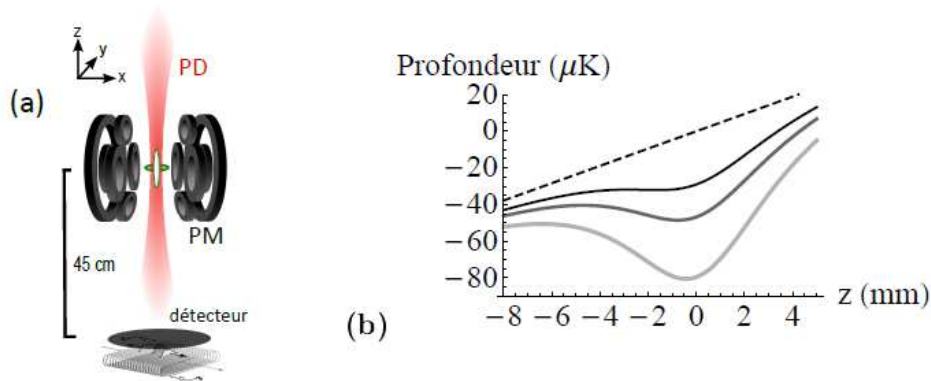 (a)
z
y
x
PD
PM
45 cm
détecteur
(b)
Profondeur (μK)
20
0
−20
−40
−60
−80
−8 −6 −4 −2 0 2 4
z (mm)